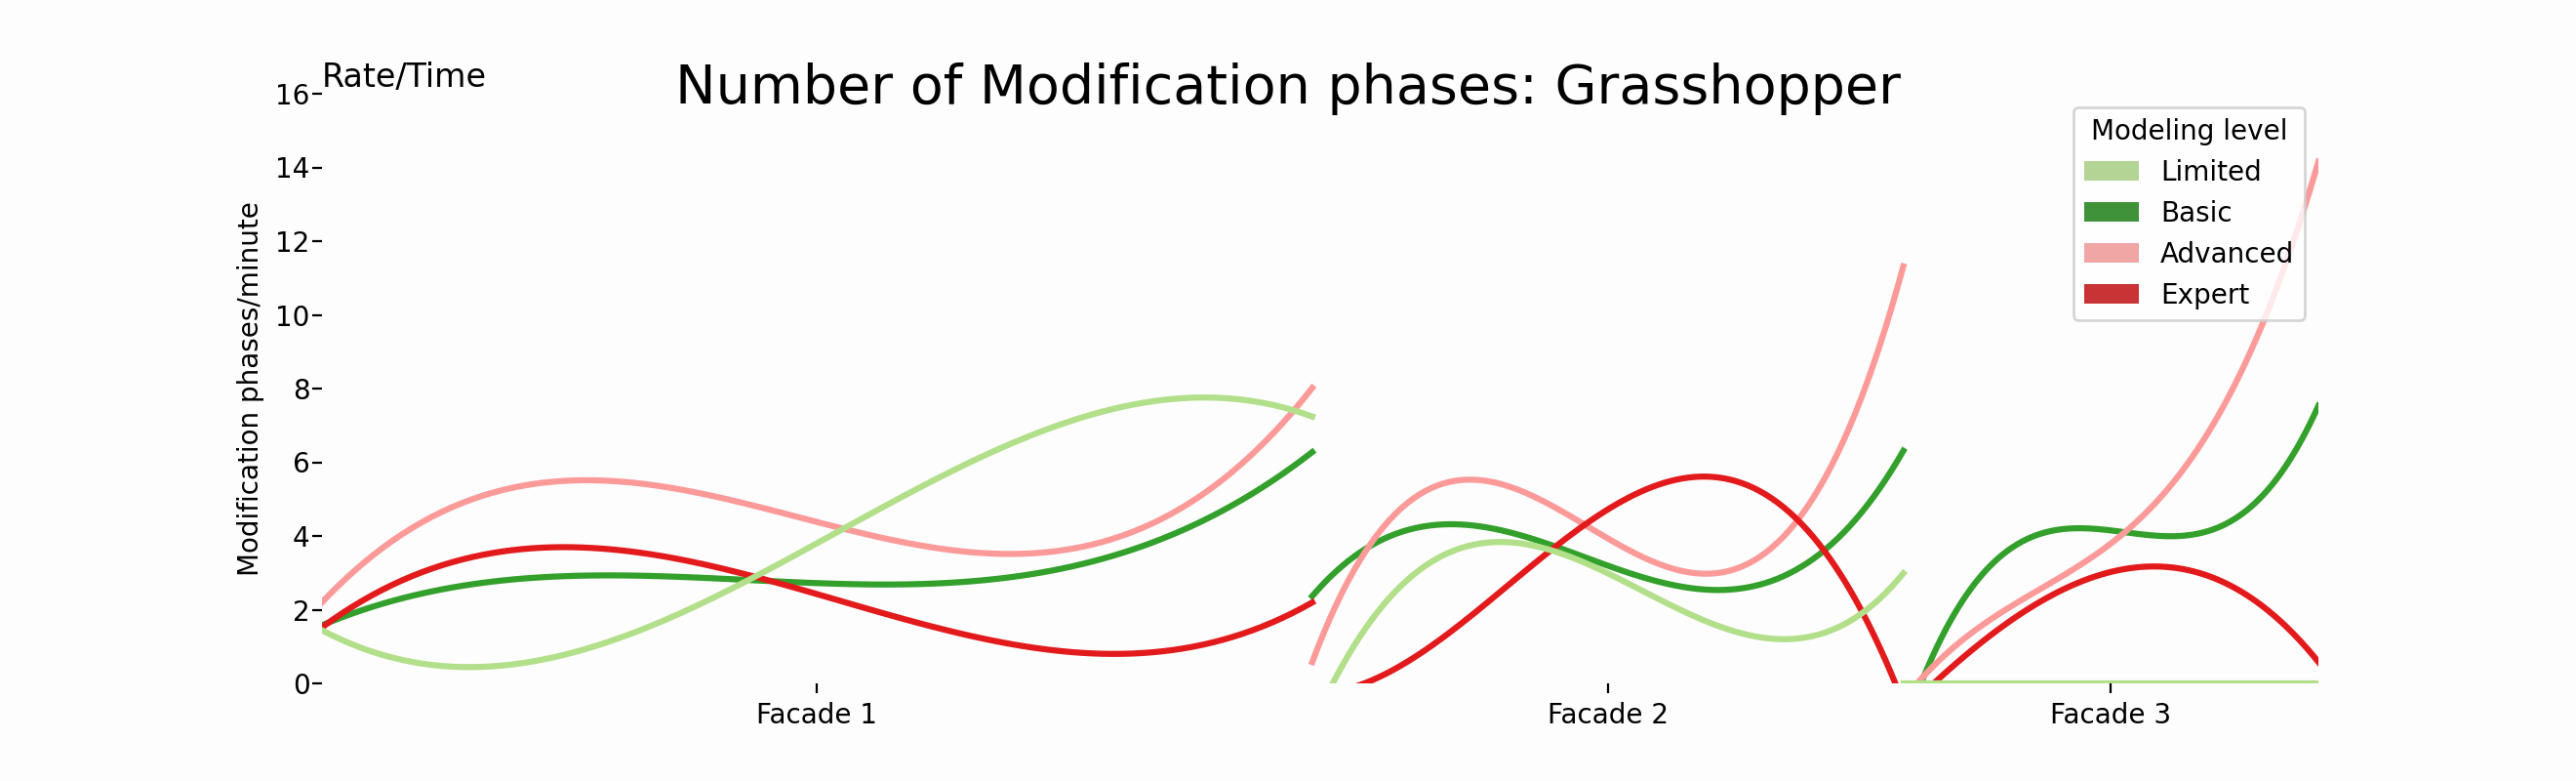 Rate/Time
Number of Modification phases: Grasshopper
Modification phases/minute
16
14
12
10
8
6
4
2
0
Facade 1
Facade 2
Facade 3
Modeling level
Limited
Basic
Advanced
Expert